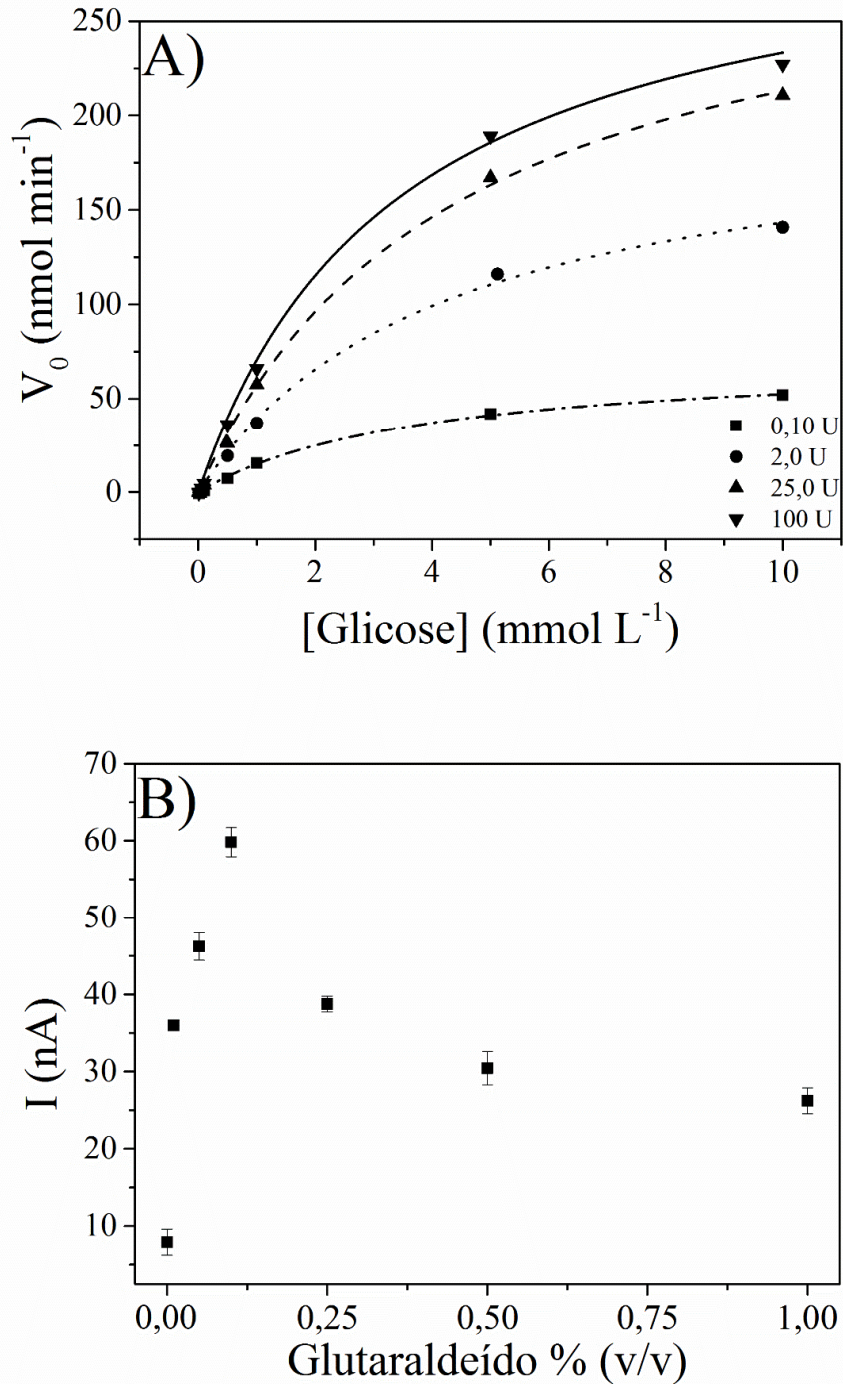 A)
250
200
150
100
50
0
V₀ (nmol min⁻¹)
0,10 U
2,0 U
25,0 U
100 U
0 2 4 6 8 10
[Glicose] (mmol L⁻¹)
B)
70
60
50
40
30
20
10
I (nA)
0,00 0,25 0,50 0,75 1,00
Glutaraldeído % (v/v)